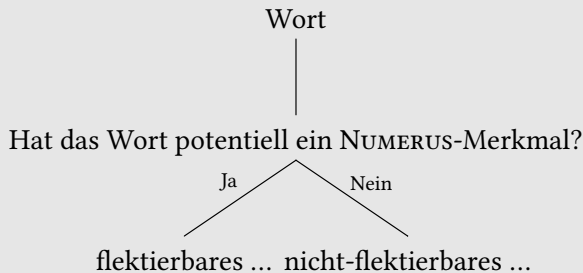 Wort
Hat das Wort potentiell ein NUMERUS-Merkmal?
Ja Nein
flektierbares … nicht-flektierbares …